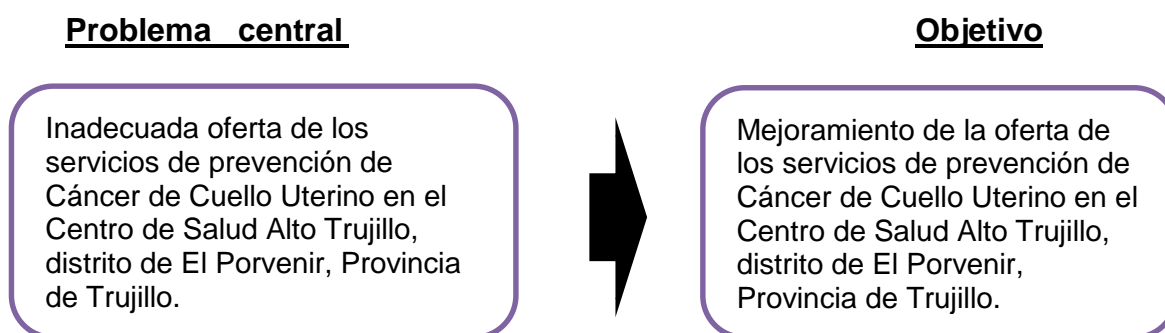 Problema central
Objetivo
Inadecuada oferta de los
servicios de prevención de
Cáncer de Cuello Uterino en el
Centro de Salud Alto Trujillo,
distrito de El Porvenir, Provincia
de Trujillo.
Mejoramiento de la oferta de
los servicios de prevención de
Cáncer de Cuello Uterino en el
Centro de Salud Alto Trujillo,
distrito de El Porvenir,
Provincia de Trujillo.